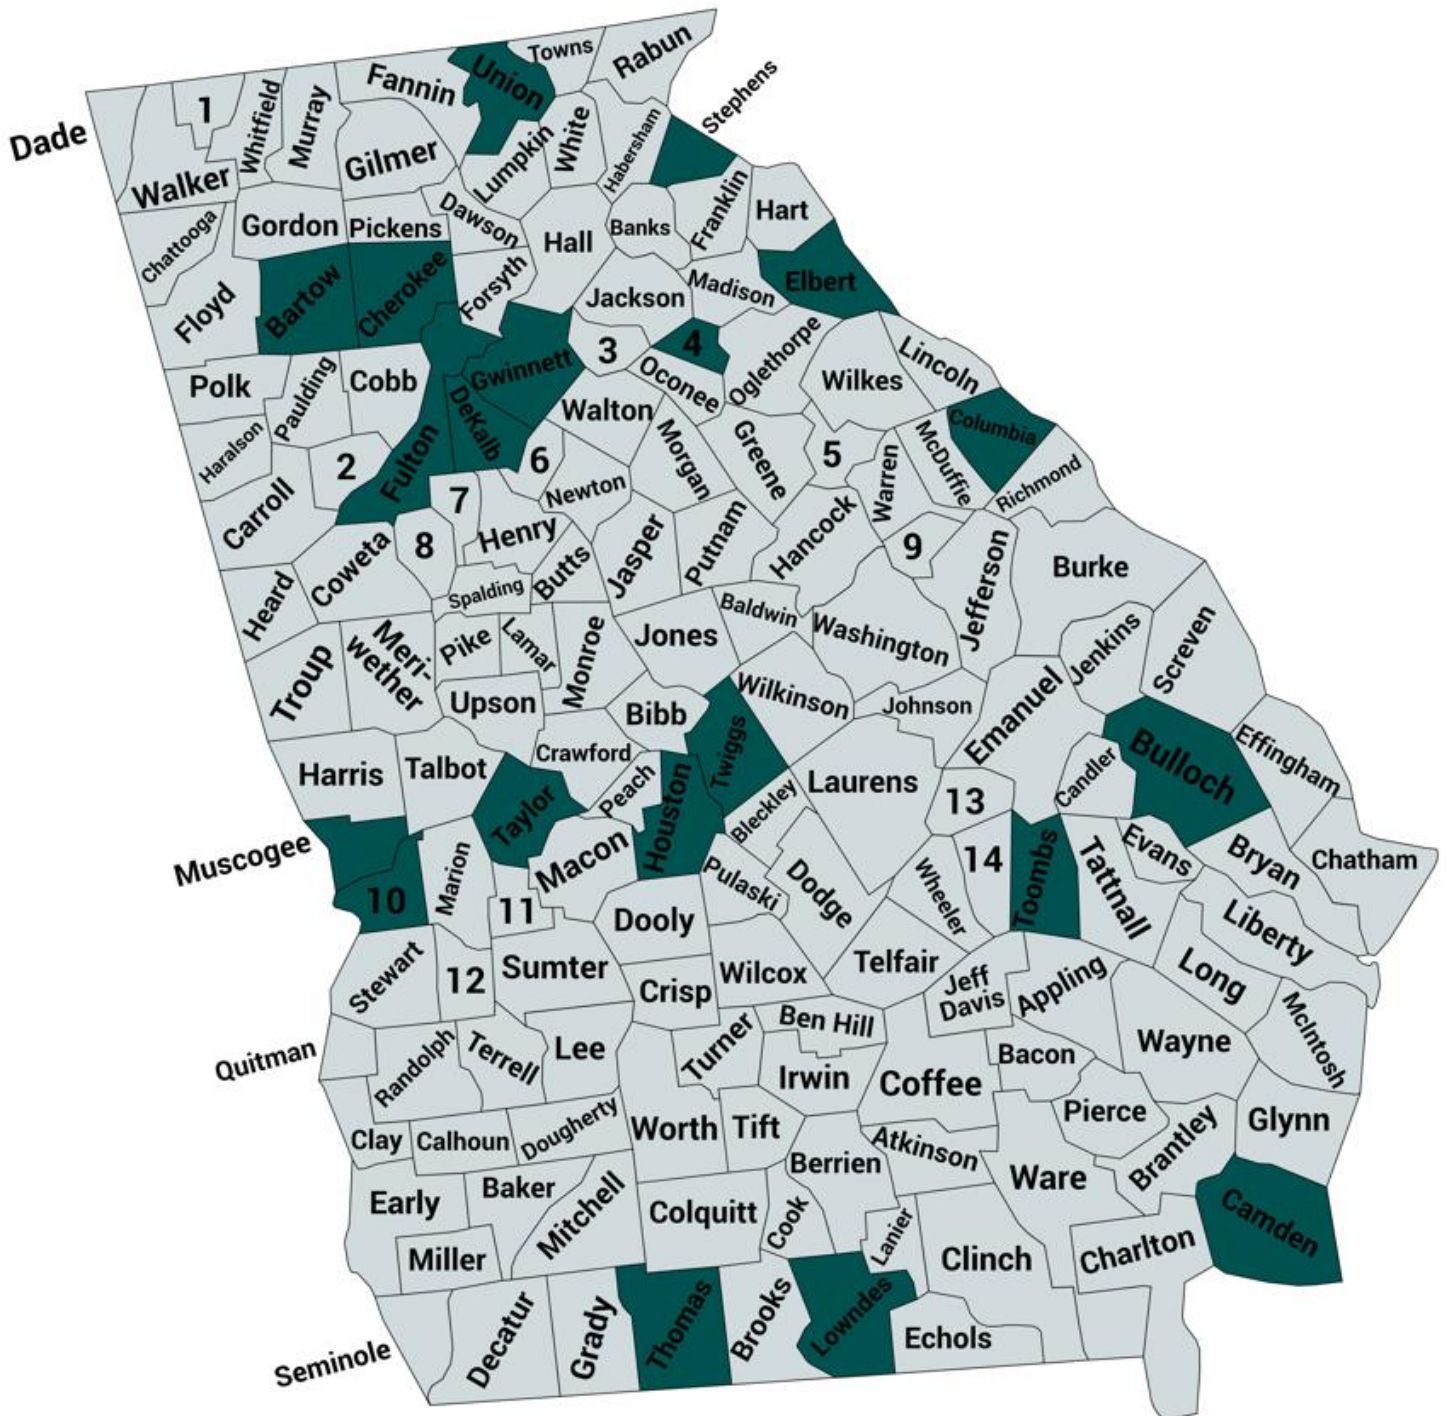 Towns
Rabun
Union
Fannin
Stephens
1
Whitfield
Murray
Dade
Gilmer
Lumpkin
White
Habersham
Walker
Franklin
Hart
Chattooga
Gordon
Pickens
Dawson
Hall
Banks
Floyd
Bartow
Cherokee
Forsyth
Jackson
Madison
Elbert
Polk
Paulding
Cobb
Gwinnett
3
4
Oconee
Oglethorpe
Wilkes
Lincoln
Haralson
2
Fulton
DeKalb
6
Walton
Morgan
Greene
5
Warren
McDuffie
Columbia
Richmond
Carroll
7
Newton
Coweta
8
Henry
Butts
Jasper
Putnam
Hancock
9
Jefferson
Burke
Heard
Spalding
Baldwin
Washington
Jenkins
Screven
Troup
Meri-
wether
Pike
Lamar
Monroe
Jones
Wilkinson
Johnson
Emanuel
Upson
Bibb
Twiggs
Harris
Talbot
Crawford
Peach
Houston
Bleckley
Laurens
13
Candler
Bulloch
Effingham
Muscogee
Taylor
Macon
Marion
10
11
Pulaski
Dodge
Wheeler
14
Toombs
Tattnall
Evans
Bryan
Chatham
Dooly
Liberty
Stewart
12
Sumter
Crisp
Wilcox
Telfair
Jeff
Davis
Appling
Long
McIntosh
Quitman
Randolph
Terrell
Lee
Turner
Ben Hill
Irwin
Coffee
Bacon
Wayne
Clay
Calhoun
Dougherty
Worth
Tift
Berrien
Atkinson
Pierce
Brantley
Glynn
Early
Baker
Mitchell
Colquitt
Cook
Lanier
Ware
Miller
Clinch
Charlton
Camden
Seminole
Decatur
Grady
Thomas
Brooks
Lowndes
Echols